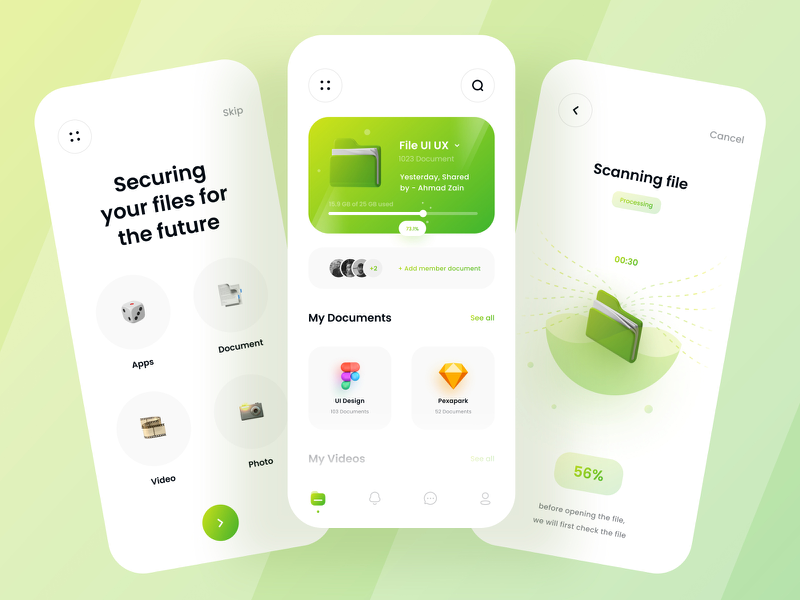 Skip
Securing
your files for
the future
Apps
Document
Video
Photo
File UI UX
1023 Document
Yesterday, Shared
by - Ahmad Zain
18.9 GB of 25 GB used
73.1%
+2
+ Add member document
My Documents
See all
UI Design
103 Documents
Pexapark
52 Documents
My Videos
See all
Cancel
Scanning file
Processing
00:30
56%
before opening the file,
we will first check the file